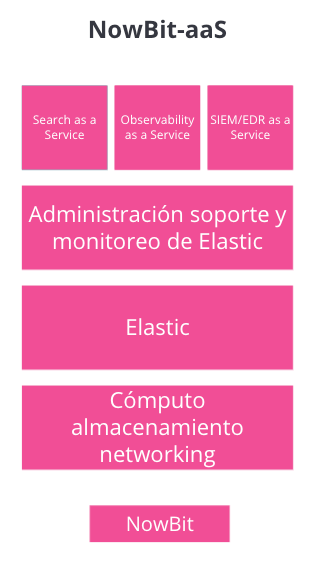 NowBit-aaS
Search as a
Service
Observability
as a Service
SIEM/EDR as a
Service
Administración soporte y
monitoreo de Elastic
Elastic
Cómputo
almacenamiento
networking
NowBit